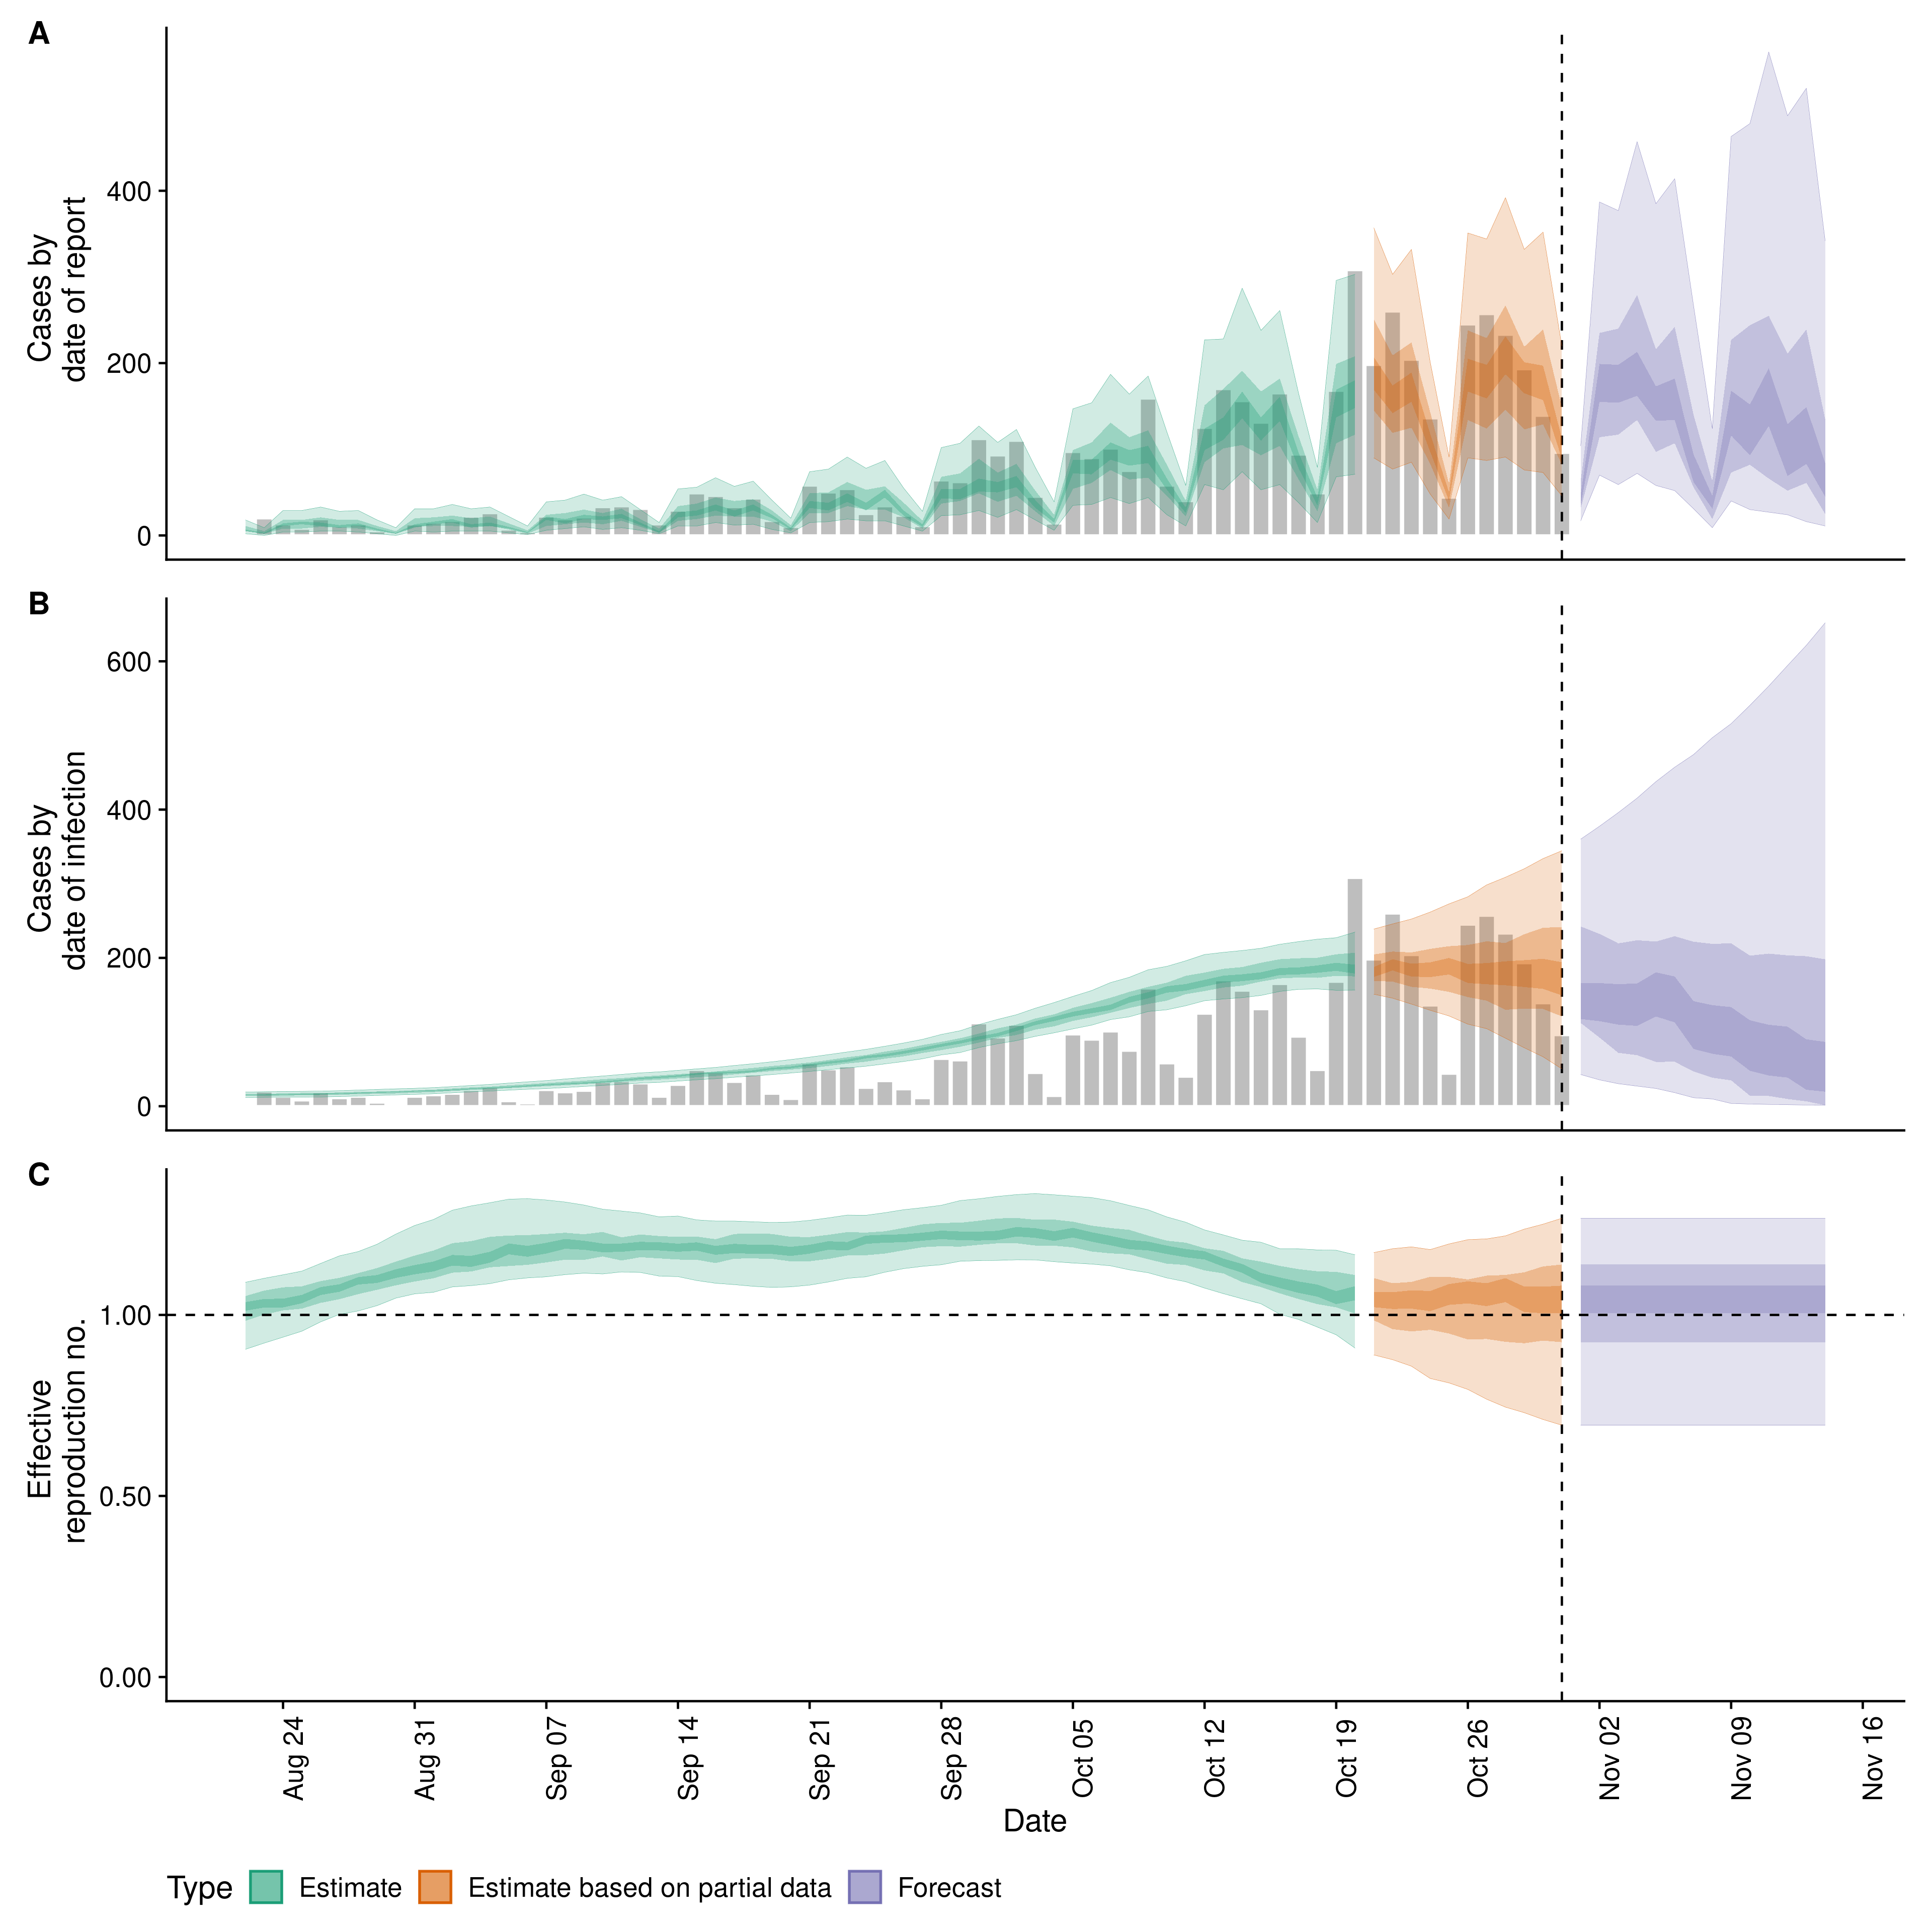 A
Cases by
date of report
400
200
0
B
Cases by
date of infection
600
400
200
0
C
Effective
reproduction no.
1.00
0.50
0.00
Aug 24
Aug 31
Sep 07
Sep 14
Sep 21
Sep 28
Oct 05
Oct 12
Oct 19
Oct 26
Nov 02
Nov 09
Nov 16
Date
Type Estimate Estimate based on partial data Forecast